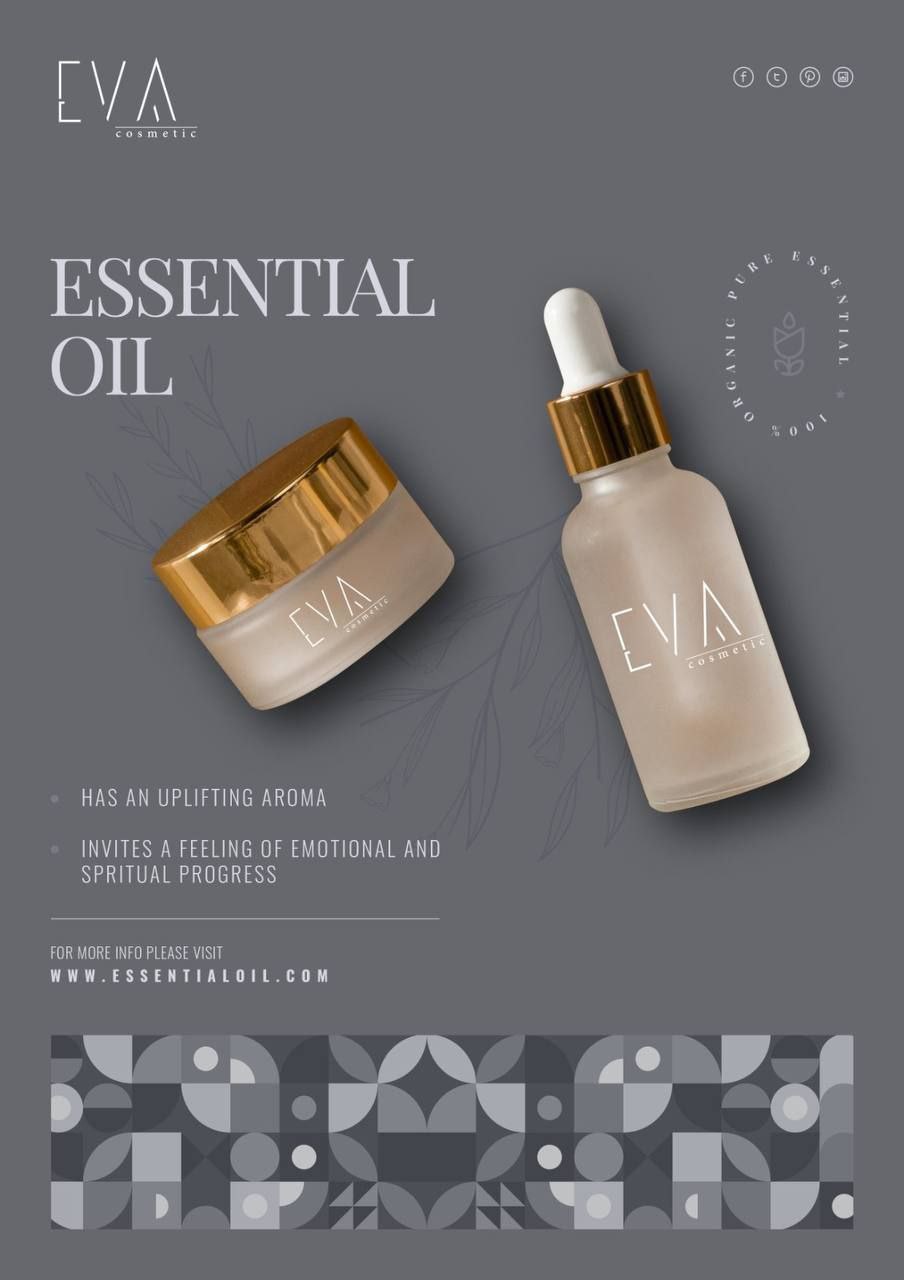 EVA
cosmetic
ESSENTIAL
OIL
100% ORGANIC PURE ESSENTIAL
EVA
cosmetic
EVA
cosmetic
HAS AN UPLIFTING AROMA
INVITES A FEELING OF EMOTIONAL AND
SPRITUAL PROGRESS
FOR MORE INFO PLEASE VISIT
WWW.ESSENTIALOIL.COM